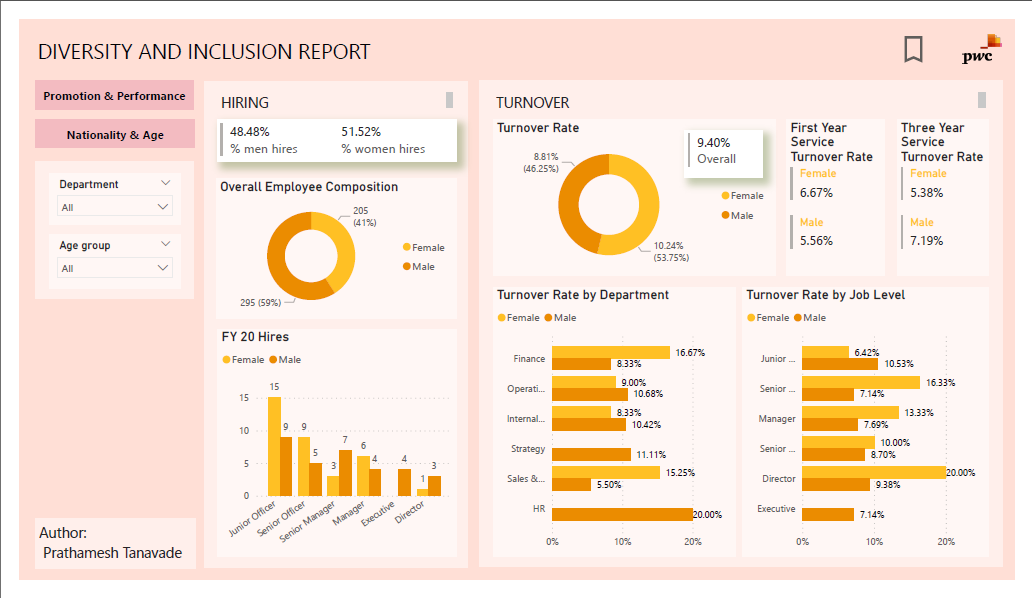 DIVERSITY AND INCLUSION REPORT
pwc
Promotion & Performance
Nationality & Age
Department
All
Age group
All
Author:
Prathamesh Tanavade
HIRING
48.48%
% men hires
51.52%
% women hires
Overall Employee Composition
205
(41%)
295 (59%)
Female
Male
FY 20 Hires
Female Male
15
10
5
0
15
9
9
5
3
7
6
4
4
1
3
Junior Officer
Senior Officer
Senior Manager
Manager
Executive
Director
TURNOVER
Turnover Rate
8.81%
(46.25%)
10.24%
(53.75%)
9.40%
Overall
Female
Male
First Year
Service
Turnover Rate
Female
6.67%
Male
5.56%
Three Year
Service
Turnover Rate
Female
5.38%
Male
7.19%
Turnover Rate by Department
Female Male
Finance
16.67%
8.33%
Operati...
9.00%
10.68%
Internal...
8.33%
10.42%
Strategy
11.11%
Sales &...
15.25%
5.50%
HR
20.00%
0% 10% 20%
Turnover Rate by Job Level
Female Male
Junior ...
6.42%
10.53%
Senior ...
16.33%
7.14%
Manager
13.33%
7.69%
Senior ...
10.00%
8.70%
Director
20.00%
9.38%
Executive
7.14%
0% 10% 20%